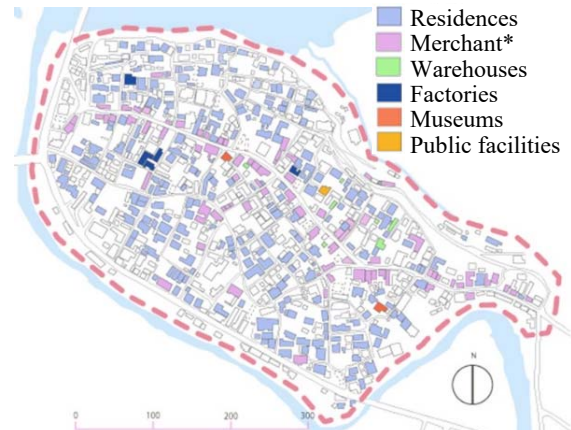 Residences
Merchant*
Warehouses
Factories
Museums
Public facilities
N
0 100 200 300